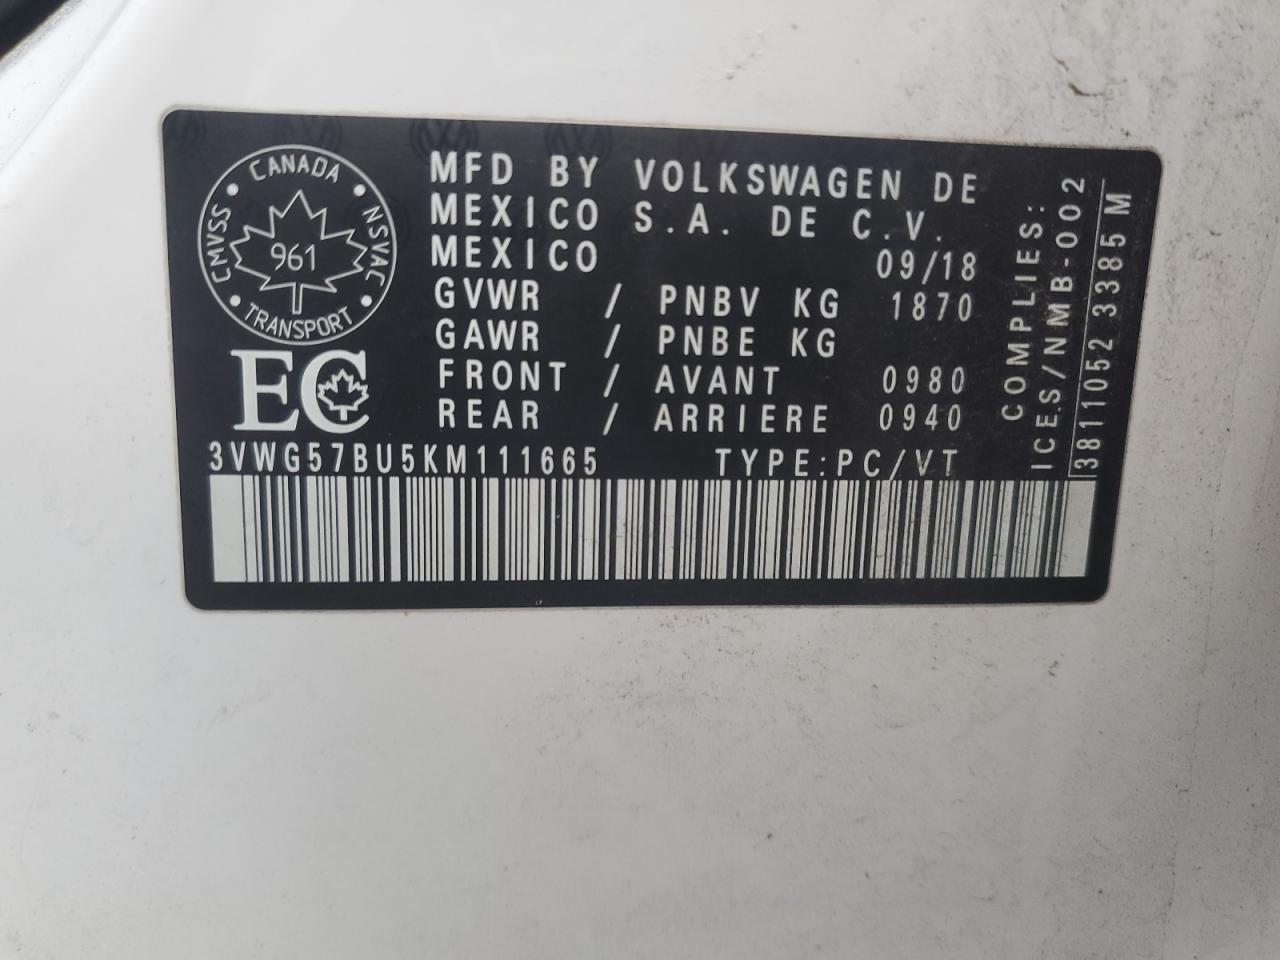 CANADA
CMVSS
NSVAC
961
TRANSPORT
EC
MFD BY VOLKSWAGEN DE
MEXICO S.A. DE C.V.
MEXICO 09/18
GVWR / PNBV KG 1870
GAWR / PNBE KG
FRONT / AVANT 0980
REAR / ARRIERE 0940
3VWG57BU5KM111665 TYPE:PC/VT
COMPLIES:
ICES/NMB-002
3811052 3385 M